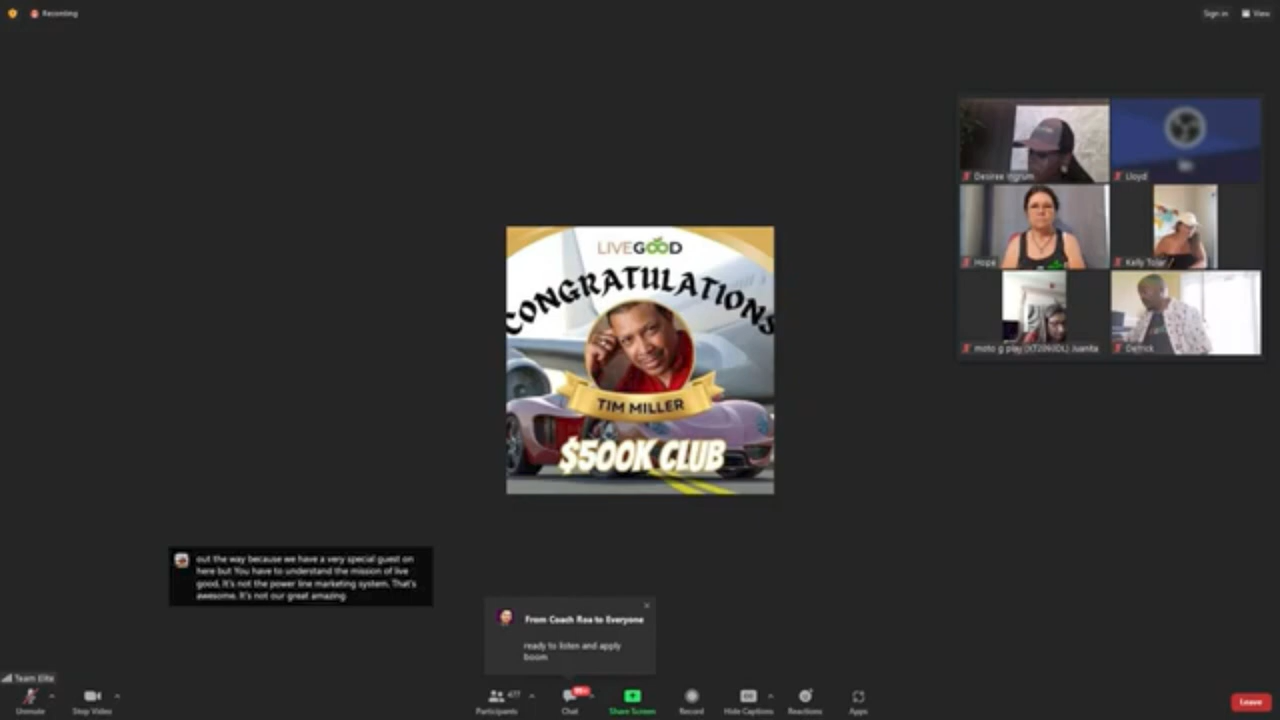 Recording
Sign in
View
Desiree Ingrum
Lloyd
Hope
Kelly Tolar
moto g play (XT2093DL) Juanita
Derrick
LIVEGOOD
CONGRATULATIONS
TIM MILLER
$500K CLUB
out the way because we have a very special guest on
here but You have to understand the mission of live
good. It's not the power line marketing system. That's
awesome. It's not our great amazing
From Coach Roa to Everyone
ready to listen and apply
boom
Team Elite
477
99+
Unmute
Stop Video
Participants
Chat
Share Screen
Record
Hide Captions
Reactions
Apps
Leave